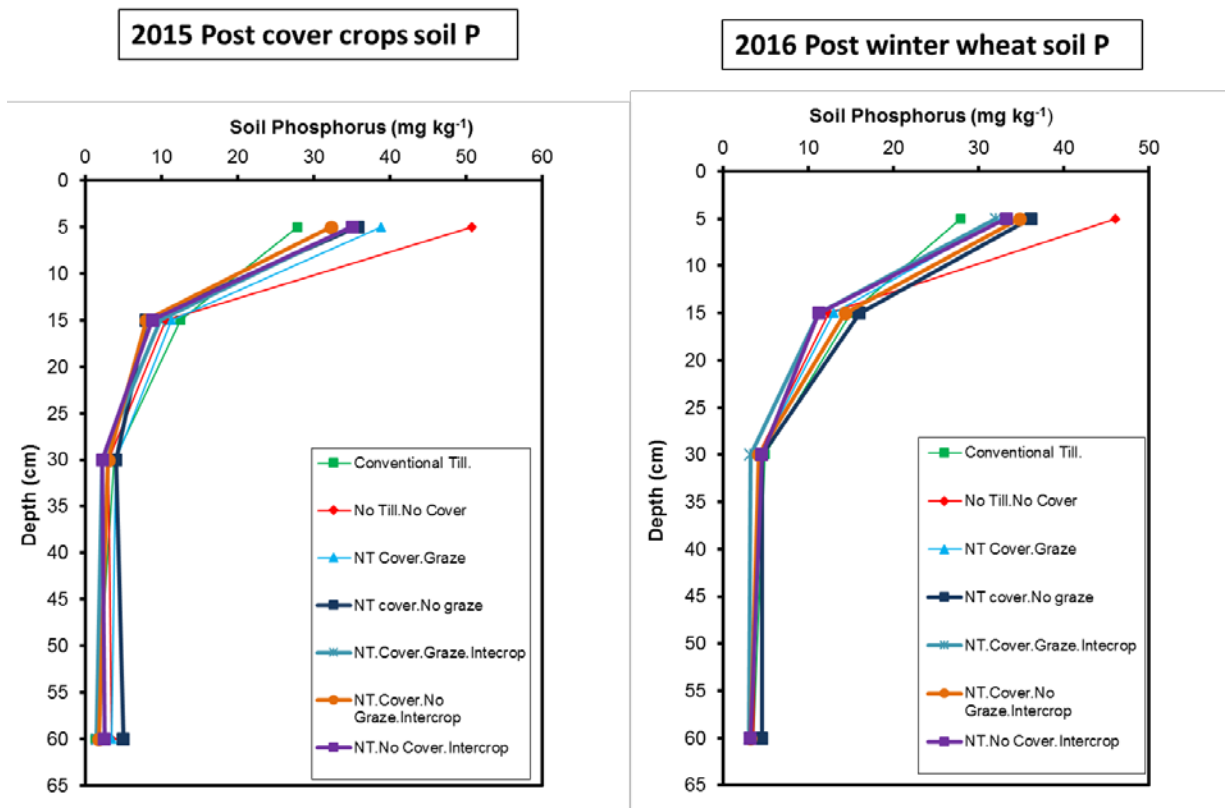 2015 Post cover crops soil P
2016 Post winter wheat soil P
Soil Phosphorus (mg kg-1)
0 10 20 30 40 50 60
0
5
10
15
20
25
30
35
40
45
50
55
60
65
Depth (cm)
Conventional Till.
No Till.No Cover
NT Cover.Graze
NT cover.No graze
NT.Cover.Graze.Intecrop
NT.Cover.No
Graze.Intercrop
NT.No Cover.Intercrop
Soil Phosphorus (mg kg-1)
0 10 20 30 40 50
0
5
10
15
20
25
30
35
40
45
50
55
60
65
Depth (cm)
Conventional Till.
No Till.No Cover
NT Cover.Graze
NT cover.No graze
NT.Cover.Graze.Intecrop
NT.Cover.No
Graze.Intercrop
NT.No Cover.Intercrop